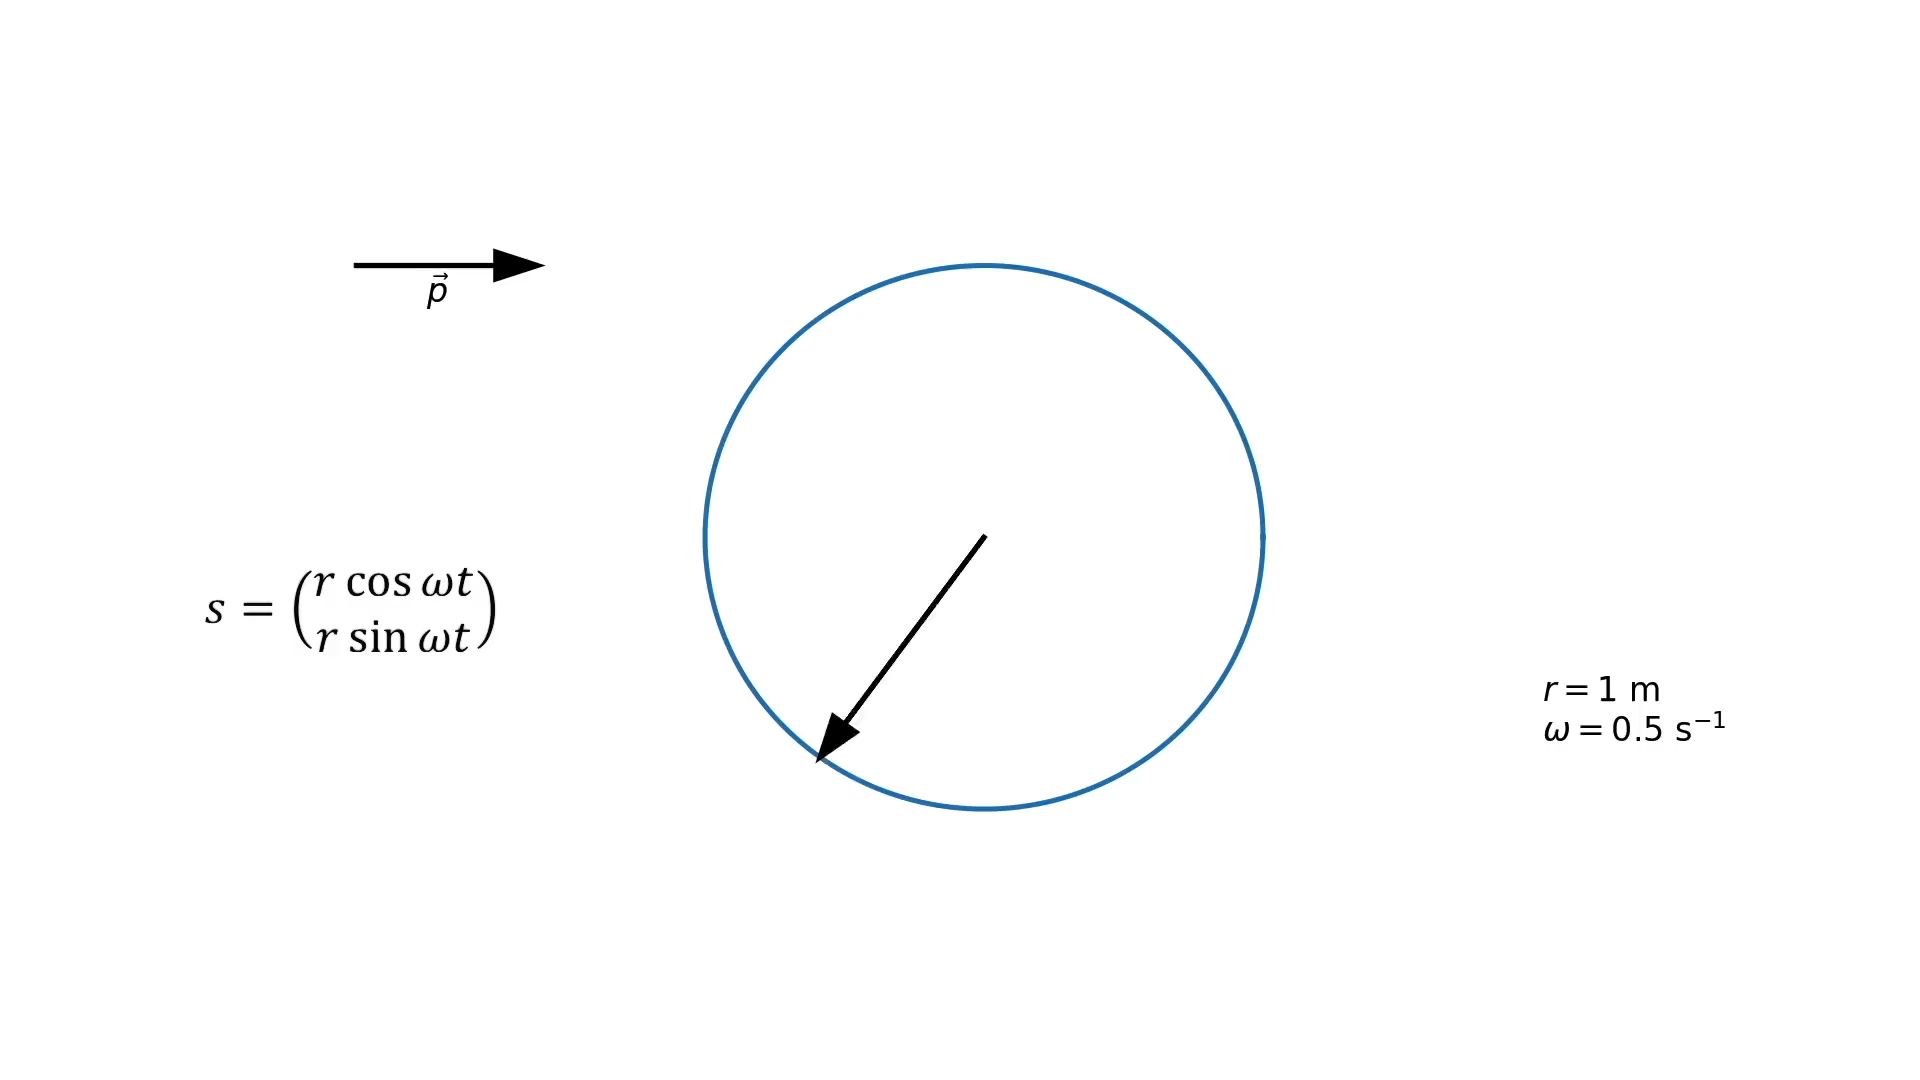 p⃗
s = (r cos ωt
r sin ωt)
r = 1 m
ω = 0.5 s⁻¹